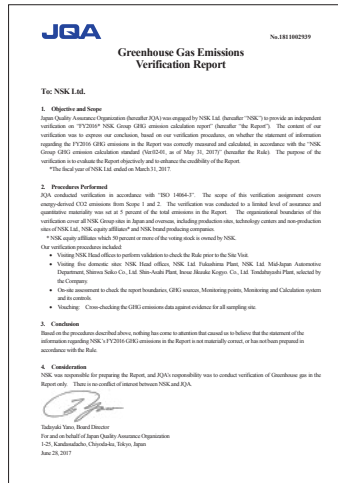 JQA
No.1811002939
Greenhouse Gas Emissions
Verification Report
To: NSK Ltd.
1. Objective and Scope
Japan Quality Assurance Organization (hereafter JQA) was engaged by NSK Ltd. (hereafter "NSK") to provide an independent
verification on "FY2016* NSK Group GHG emission calculation report" (hereafter "the Report"). The content of our
verification was to express our conclusion, based on our verification procedures, on whether the statement of information
regarding the FY2016 GHG emissions in the Report was correctly measured and calculated, in accordance with the "NSK
Group GHG emission calculation standard (Ver.02-01, as of May 31, 2017)" (hereafter the Rule). The purpose of the
verification is to evaluate the Report objectively and to enhance the credibility of the Report
*The fiscal year of NSK Ltd. ended on March 31, 2017.
2. Procedures Performed
JQA conducted verification in accordance with "ISO 14064-3". The scope of this verification assignment covers
energy-derived CO2 emissions from Scope 1 and 2. The verification was conducted to a limited level of assurance and
quantitative materiality was set at 5 percent of the total emissions in the Report. The organizational boundaries of this
verification cover all NSK Group sites in Japan and overseas, including production sites, technology centers and non-production
sites of NSK Ltd., NSK equity affiliates* and NSK brand producing companies
* NSK equity affiliates which 50 percent or more of the voting stock is owned by NSK.
Our verification procedures included:
• Visiting NSK Head offices to perform validation to check the Rule prior to the Site Visit.
• Visiting the domestic sites: NSK Head offices, NSK Ltd. Fukushima Plant, NSK Ltd. Mid-Japan Automotive
Department, Shinwa Seiko Co., Ltd. Shin-Asahi Plant, Inoue Jikuuke Kogyo Co., Ltd. Tondabayashi Plant, selected by
the Company.
• On-site assessment to check the report boundaries, GHG sources, Monitoring points, Monitoring and Calculation system
and its controls.
• Vouching: Cross-checking the GHG emissions data against evidence for all sampling site.
3. Conclusion
Based on the procedures described above, nothing has come to attention that caused us to believe that the statement of the
information regarding NSK's FY2016 GHG emissions in the Report is not materially correct, or has not been prepared in
accordance with the Rule.
4. Consideration
NSK was responsible for preparing the Report, and JQA's responsibility was to conduct verification of Greenhouse gas in the
Report only. There is no conflict of interest between NSK and JQA.
Tadayuki Yano, Board Director
For and on behalf of Japan Quality Assurance Organization
1-25, Kandasudacho, Chiyoda-ku, Tokyo, Japan
June 28, 2017